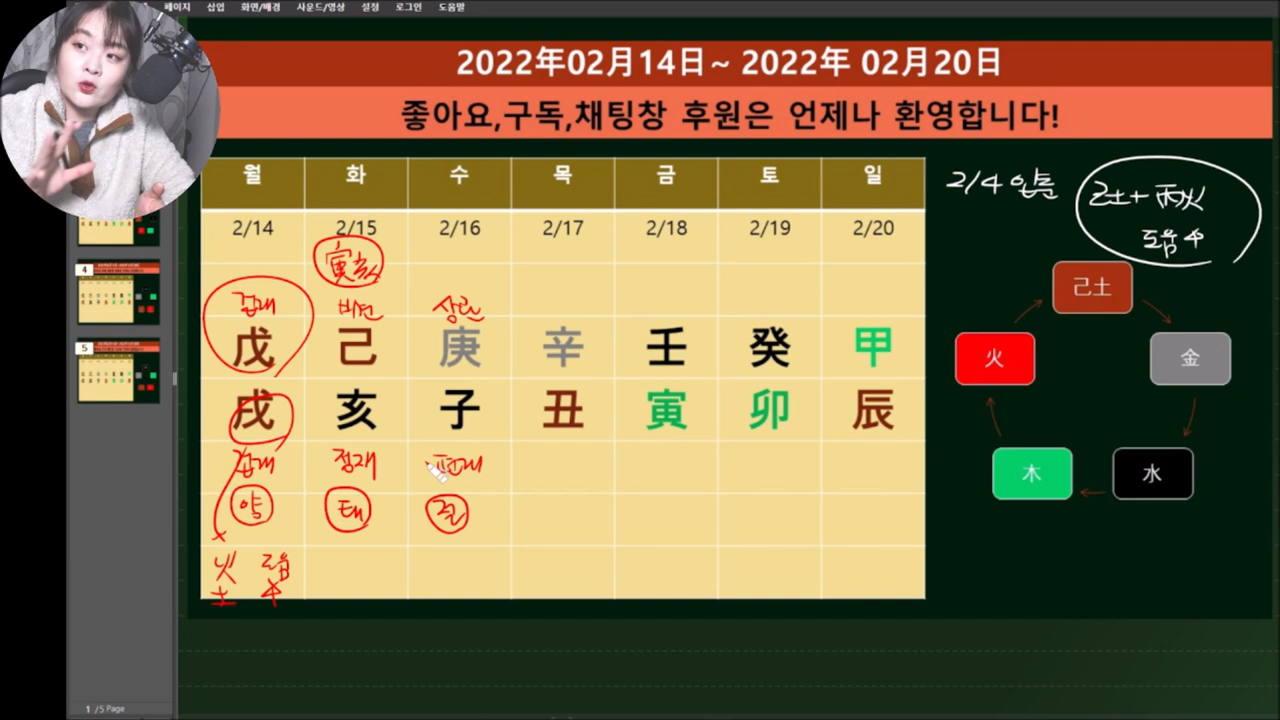 페이지 삽입 화면/배경 사운드/영상 설정 로그인 도움말
2022年02月14日~ 2022年 02月20日
좋아요,구독,채팅창 후원은 언제나 환영합니다!
월 화 수 목 금 토 일
2/14 2/15 2/16 2/17 2/18 2/19 2/20
寅
겁재 비견 상관
戊 己 庚 辛 壬 癸 甲
戌 亥 子 丑 寅 卯 辰
겁재 정재 편재
양 태 절
火
土
2/4 입춘
己土+丙火
도움
己土
火
金
木
水
4
5
1 /5 Page